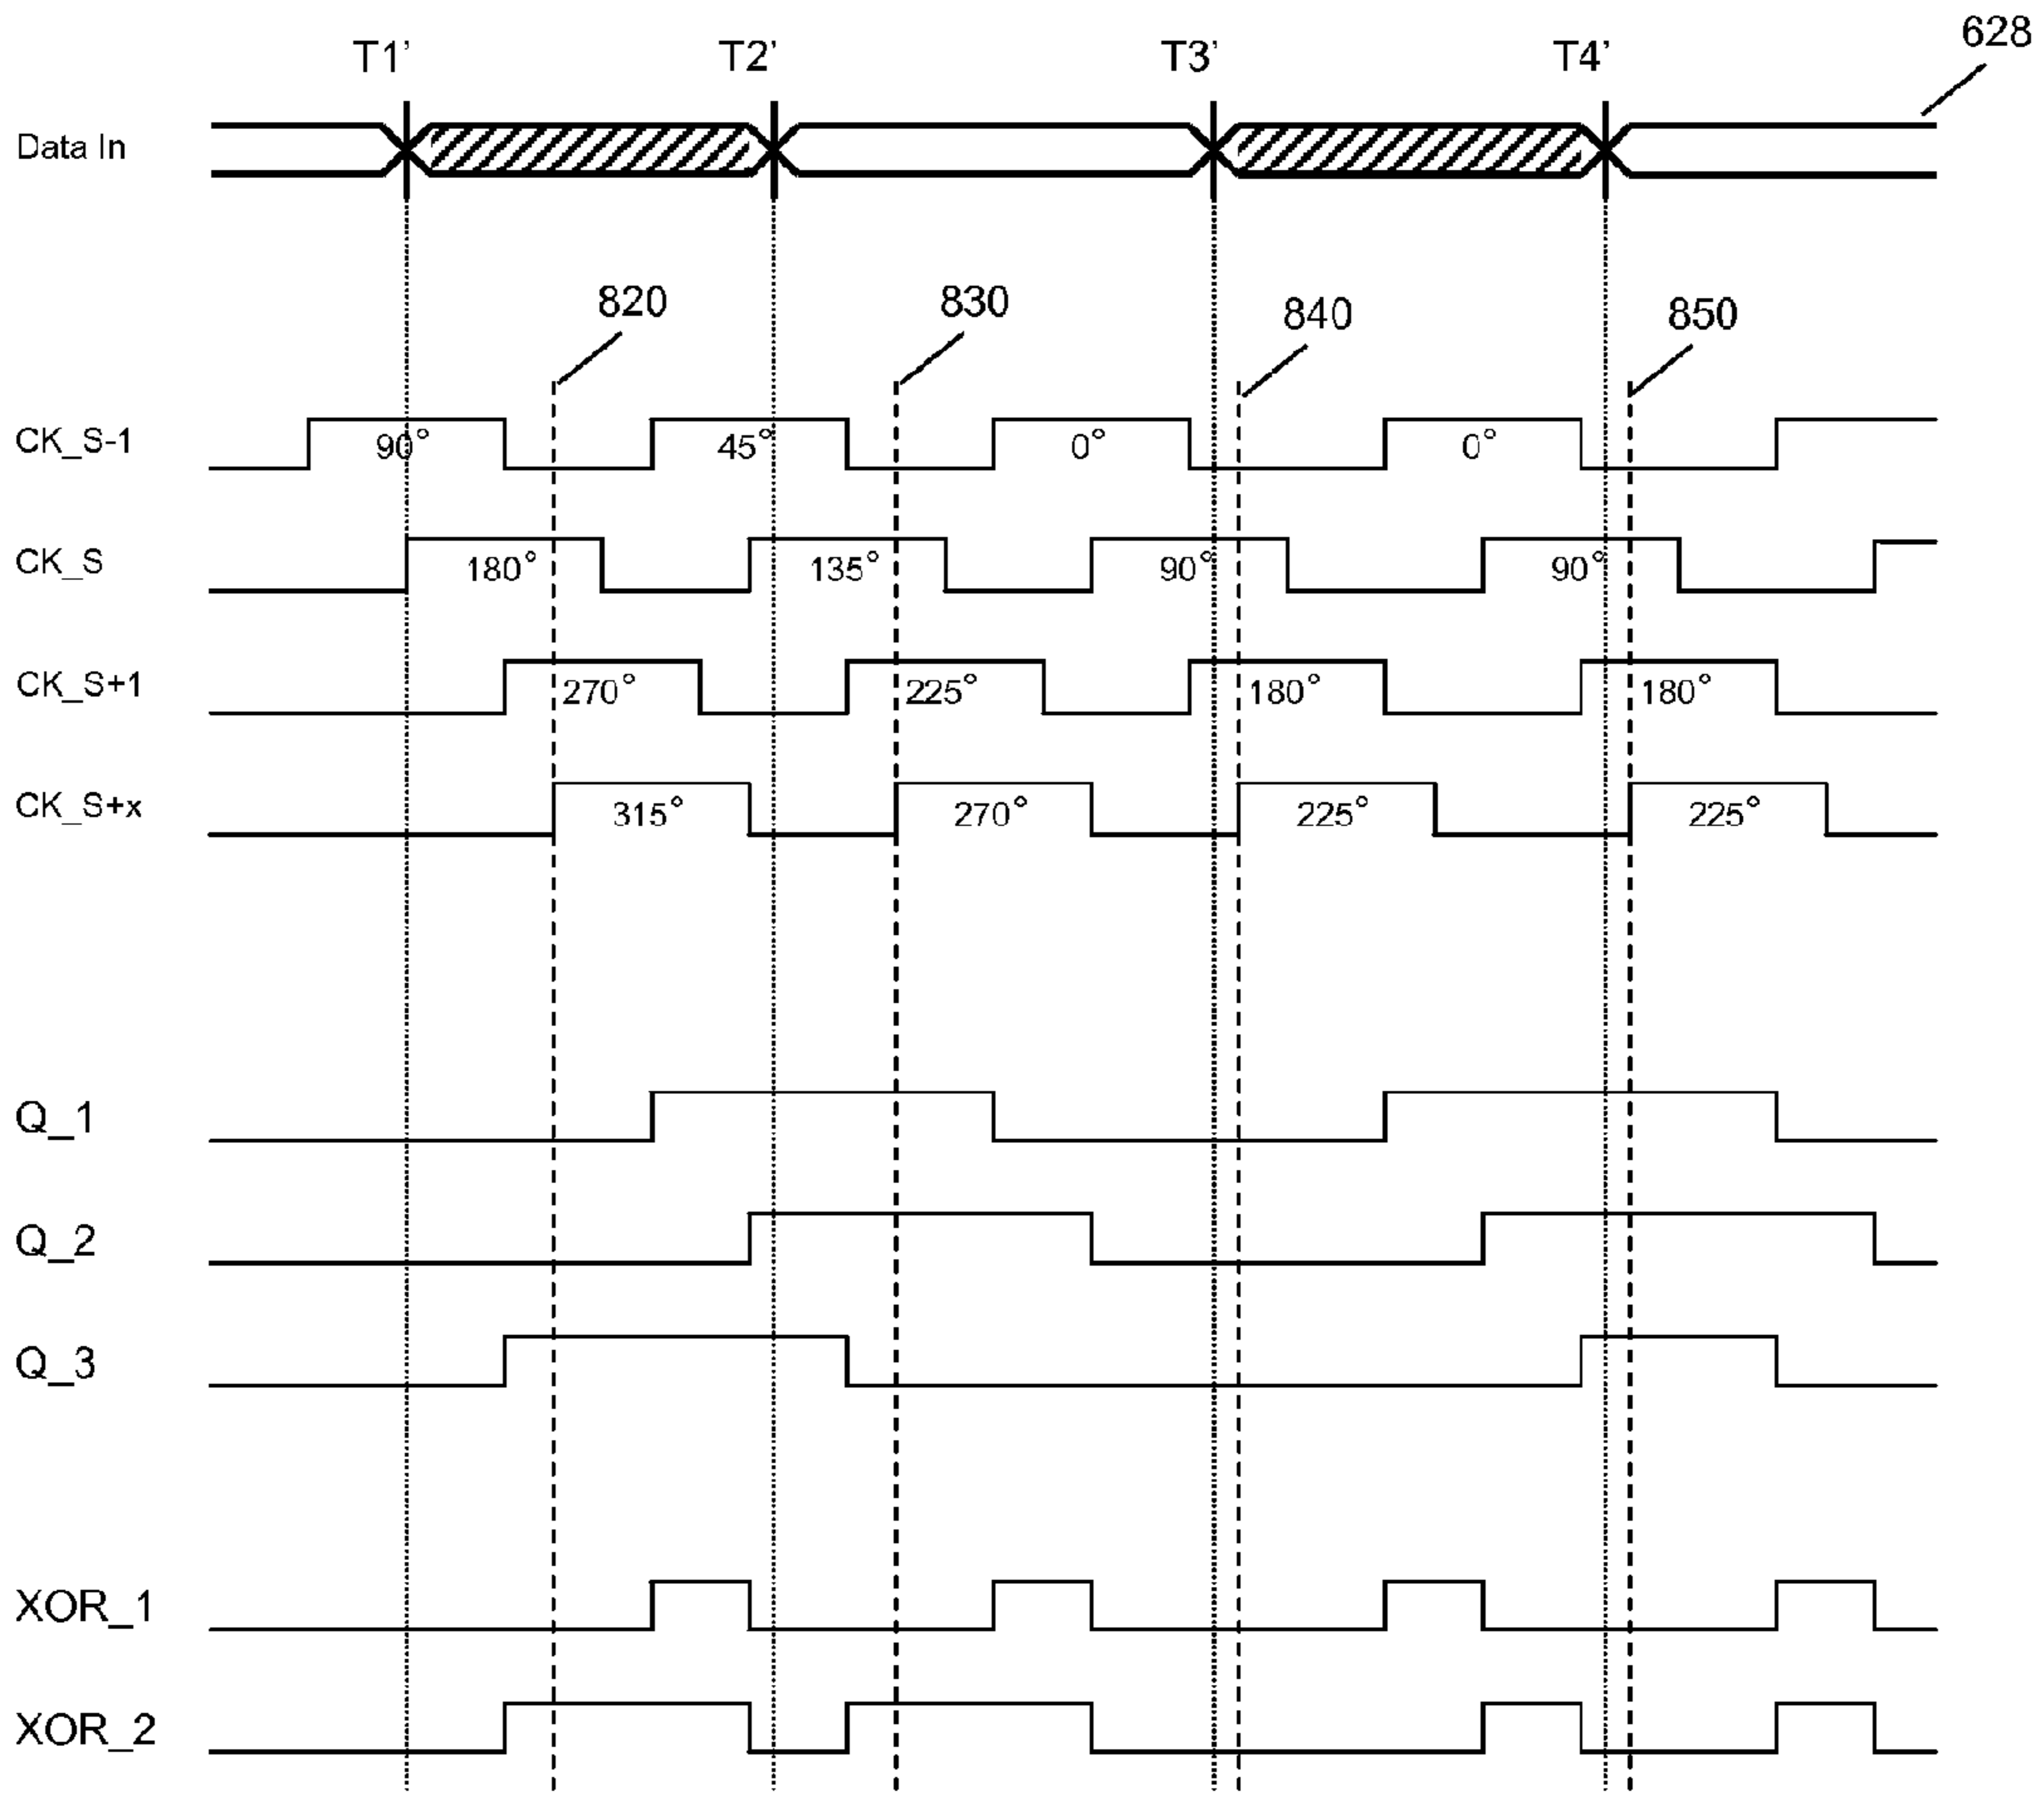 628
T1' T2' T3' T4'
Data In
820 830 840 850
CK_S-1 90° 45° 0° 0°
CK_S 180° 135° 90° 90°
CK_S+1 270° 225° 180° 180°
CK_S+x 315° 270° 225° 225°
Q_1
Q_2
Q_3
XOR_1
XOR_2